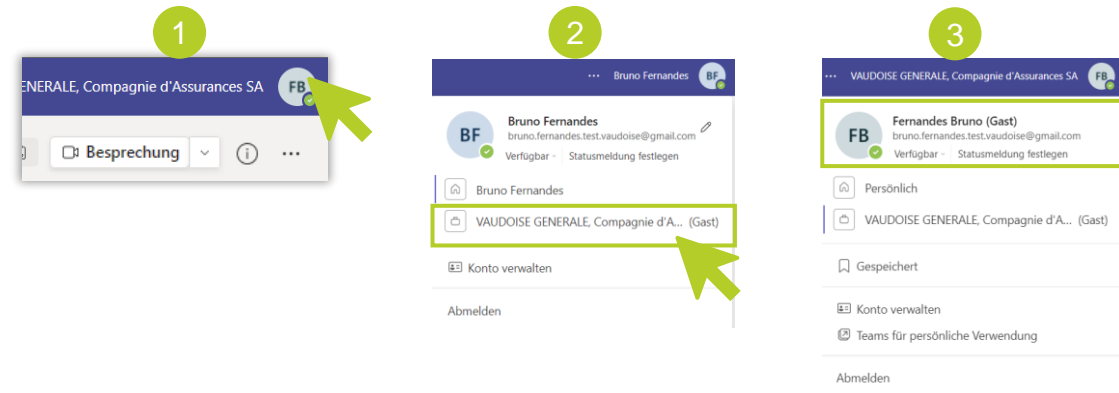 1
ENERALE, Compagnie d'Assurances SA FB
Besprechung
2
Bruno Fernandes BF
BF
Bruno Fernandes
bruno.fernandes.test.vaudoise@gmail.com
Verfügbar Statusmeldung festlegen
Bruno Fernandes
VAUDOISE GENERALE, Compagnie d'A... (Gast)
Konto verwalten
Abmelden
3
VAUDOISE GENERALE, Compagnie d'Assurances SA FB
FB
Fernandes Bruno (Gast)
bruno.fernandes.test.vaudoise@gmail.com
Verfügbar Statusmeldung festlegen
Persönlich
VAUDOISE GENERALE, Compagnie d'A... (Gast)
Gespeichert
Konto verwalten
Teams für persönliche Verwendung
Abmelden